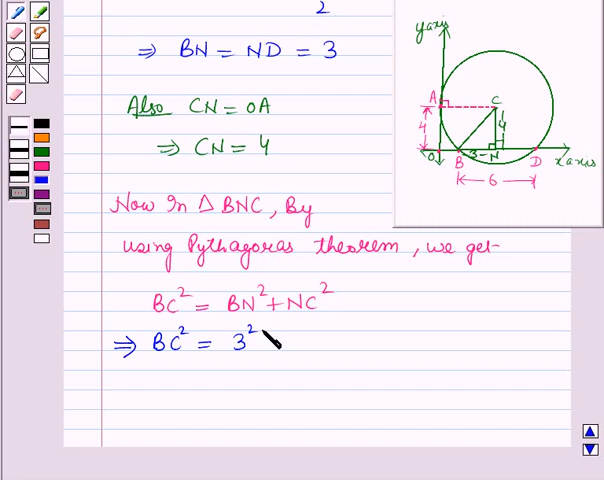 2
⇒ BN = ND = 3
Also CN = OA
⇒ CN = 4
Now In △ BNC, By
using Pythagoras theorem, we get-
BC² = BN² + NC²
⇒ BC² = 3²
y axis
A
C
4
4
O
B
3
N
D
x axis
6